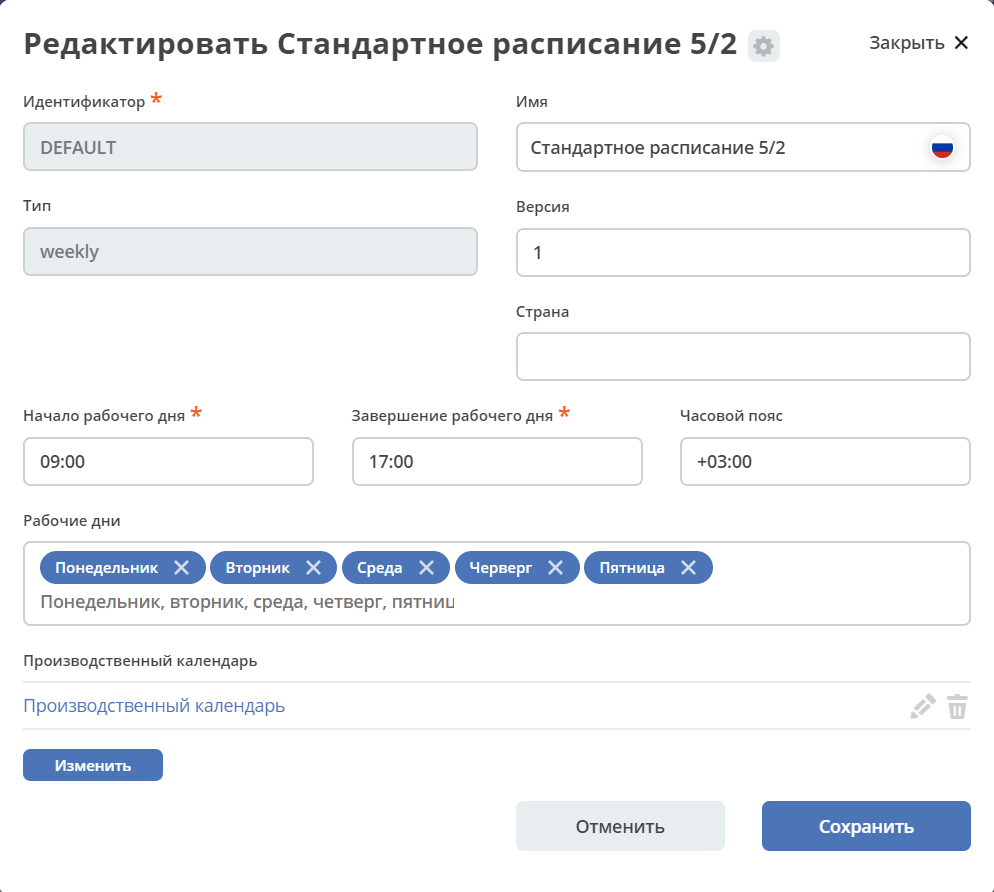 Редактировать Стандартное расписание 5/2
Закрыть
Идентификатор *
Имя
DEFAULT
Стандартное расписание 5/2
Тип
Версия
weekly
1
Страна
Начало рабочего дня *
Завершение рабочего дня *
Часовой пояс
09:00
17:00
+03:00
Рабочие дни
Понедельник
Вторник
Среда
Червeрг
Пятница
Понедельник, вторник, среда, четверг, пятниц
Производственный календарь
Производственный календарь
Изменить
Отменить
Сохранить